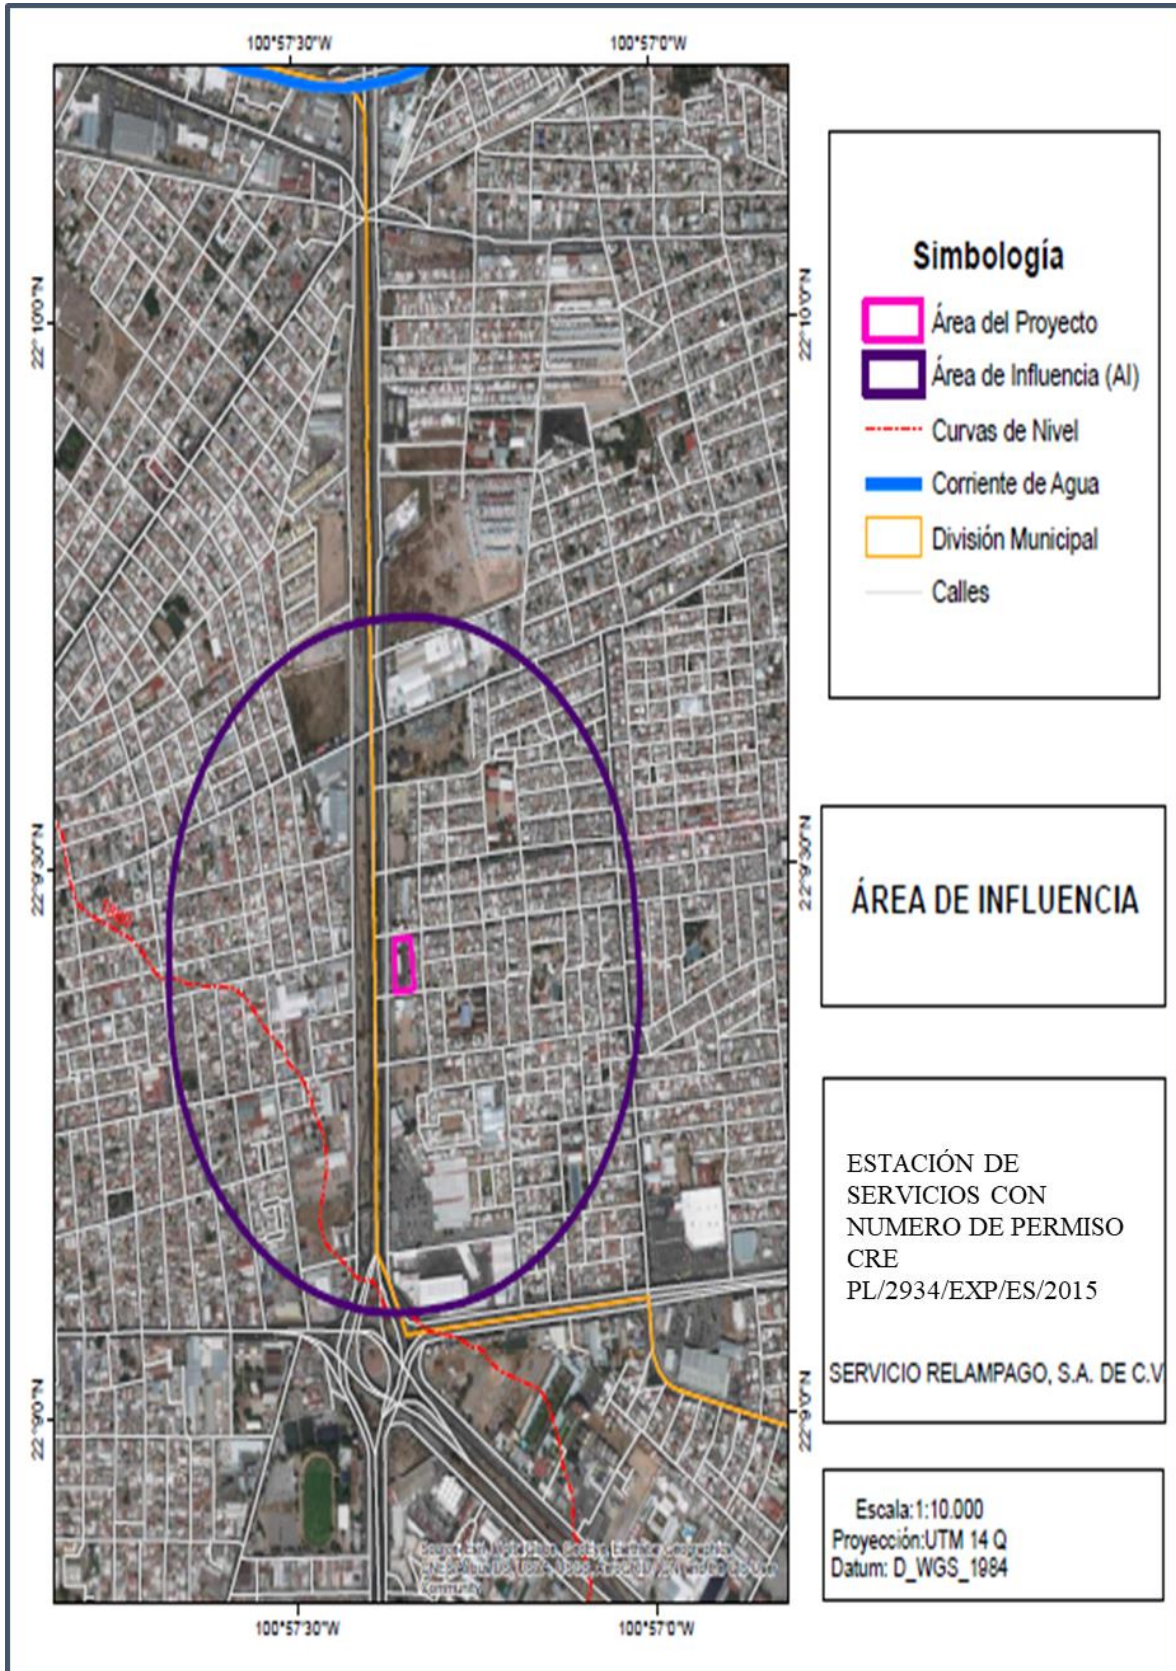 100°57'30"W
100°57'0"W
22°10'0"N
22°10'0"N
22°9'30"N
22°9'30"N
22°9'0"N
22°9'0"N
100°57'30"W
100°57'0"W
Simbología
Área del Proyecto
Área de Influencia (AI)
Curvas de Nivel
Corriente de Agua
División Municipal
Calles
ÁREA DE INFLUENCIA
ESTACIÓN DE
SERVICIOS CON
NUMERO DE PERMISO
CRE
PL/2934/EXP/ES/2015
SERVICIO RELAMPAGO, S.A. DE C.V
Escala:1:10.000
Proyección:UTM 14 Q
Datum: D_WGS_1984
Community